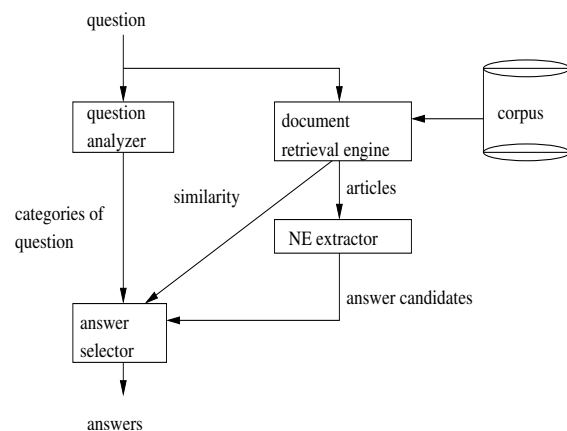 question
question
analyzer
document
retrieval engine
corpus
similarity
articles
categories of
question
NE extractor
answer candidates
answer
selector
answers